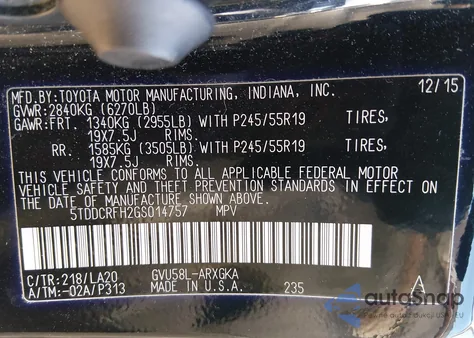 MFD.BY:TOYOTA MOTOR MANUFACTURING, INDIANA, INC. 12/15
GVWR:2840KG (6270LB)
GAWR:FRT. 1340KG (2955LB) WITH P245/55R19 TIRES,
19X7.5J RIMS.
RR. 1585KG (3505LB) WITH P245/55R19 TIRES,
19X7.5J RIMS.
THIS VEHICLE CONFORMS TO ALL APPLICABLE FEDERAL MOTOR
VEHICLE SAFETY AND THEFT PREVENTION STANDARDS IN EFFECT ON
THE DATE OF MANUFACTURE SHOWN ABOVE.
5TDDCRFH2GS014757 MPV
C/TR:218/LA20 GVU58L-ARXGKA
A/TM:-02A/P313 MADE IN U.S.A. 235 A
autoSnap